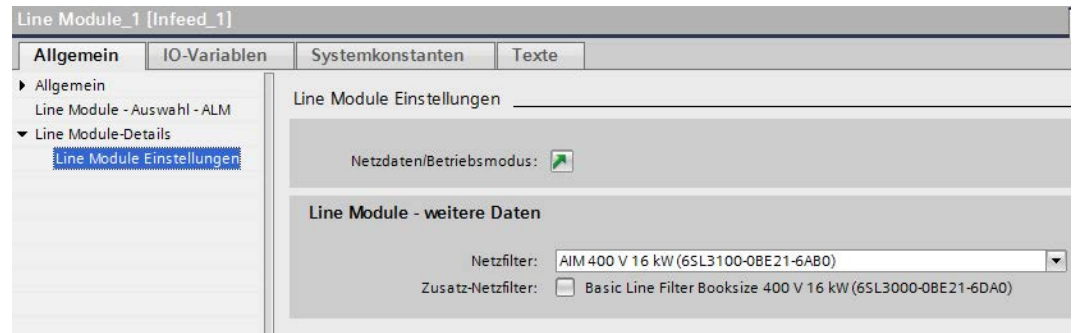 Line Module_1 [Infeed_1]
Allgemein IO-Variablen Systemkonstanten Texte
Allgemein
Line Module - Auswahl - ALM
Line Module-Details
Line Module Einstellungen
Line Module Einstellungen
Netzdaten/Betriebsmodus:
Line Module - weitere Daten
Netzfilter: AIM 400 V 16 kW (6SL3100-0BE21-6AB0)
Zusatz-Netzfilter: Basic Line Filter Booksize 400 V 16 kW (6SL3000-0BE21-6DA0)